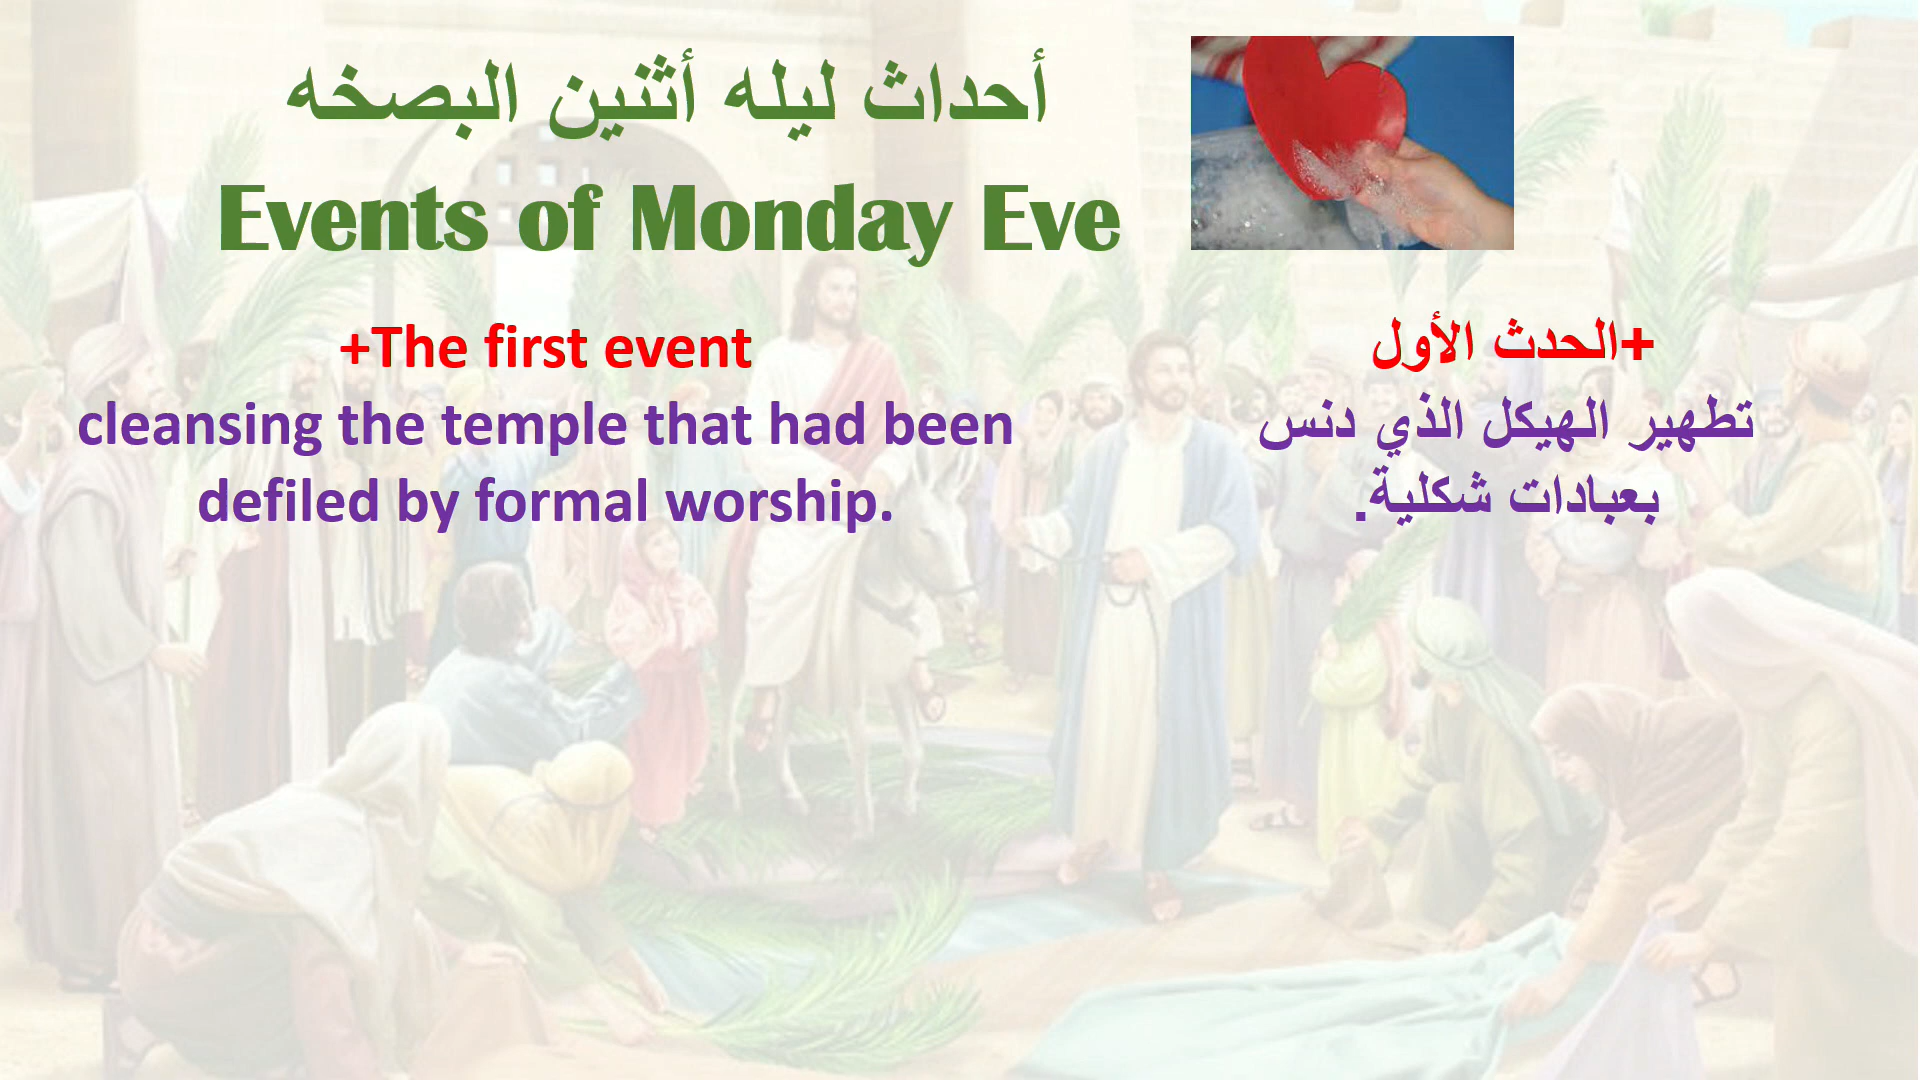 أحداث ليله أثنين البصخه
Events of Monday Eve
+The first event
cleansing the temple that had been
defiled by formal worship.
+الحدث الأول
تطهير الهيكل الذي دنس
بعبادات شكلية.